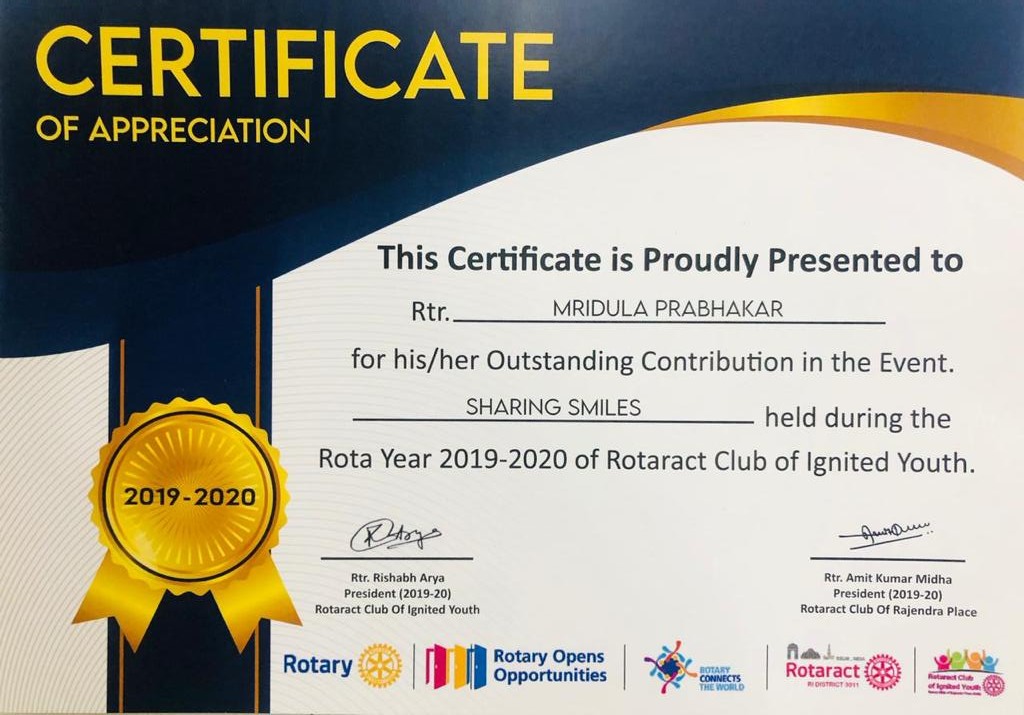 CERTIFICATE
OF APPRECIATION
This Certificate is Proudly Presented to
Rtr. MRIDULA PRABHAKAR
for his/her Outstanding Contribution in the Event.
SHARING SMILES held during the
Rota Year 2019-2020 of Rotaract Club of Ignited Youth.
2019-2020
Rtr. Rishabh Arya
President (2019-20)
Rotaract Club Of Ignited Youth
Rtr. Amit Kumar Midha
President (2019-20)
Rotaract Club Of Rajendra Place
Rotary
Rotary Opens
Opportunities
ROTARY
CONNECTS
THE WORLD
Rotaract
RI DISTRICT 3011
Rotaract Club
of Ignited Youth